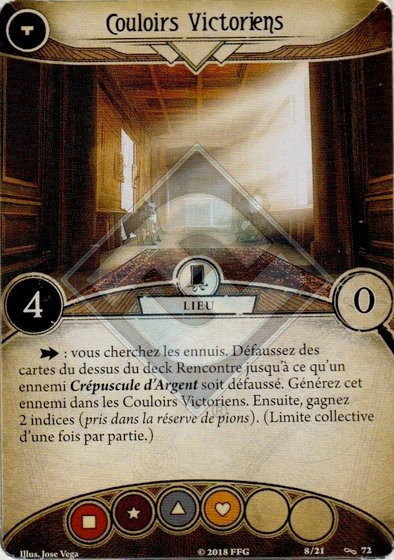 Couloirs Victoriens
4
LIEU
0
: vous cherchez les ennuis. Défaussez des
cartes du dessus du deck Rencontre jusqu'à ce qu'un
ennemi Crépuscule d'Argent soit défaussé. Générez cet
ennemi dans les Couloirs Victoriens. Ensuite, gagnez
2 indices (pris dans la réserve de pions). (Limite collective
d'une fois par partie.)
Illus. Jose Vega
© 2018 FFG
8/21
72